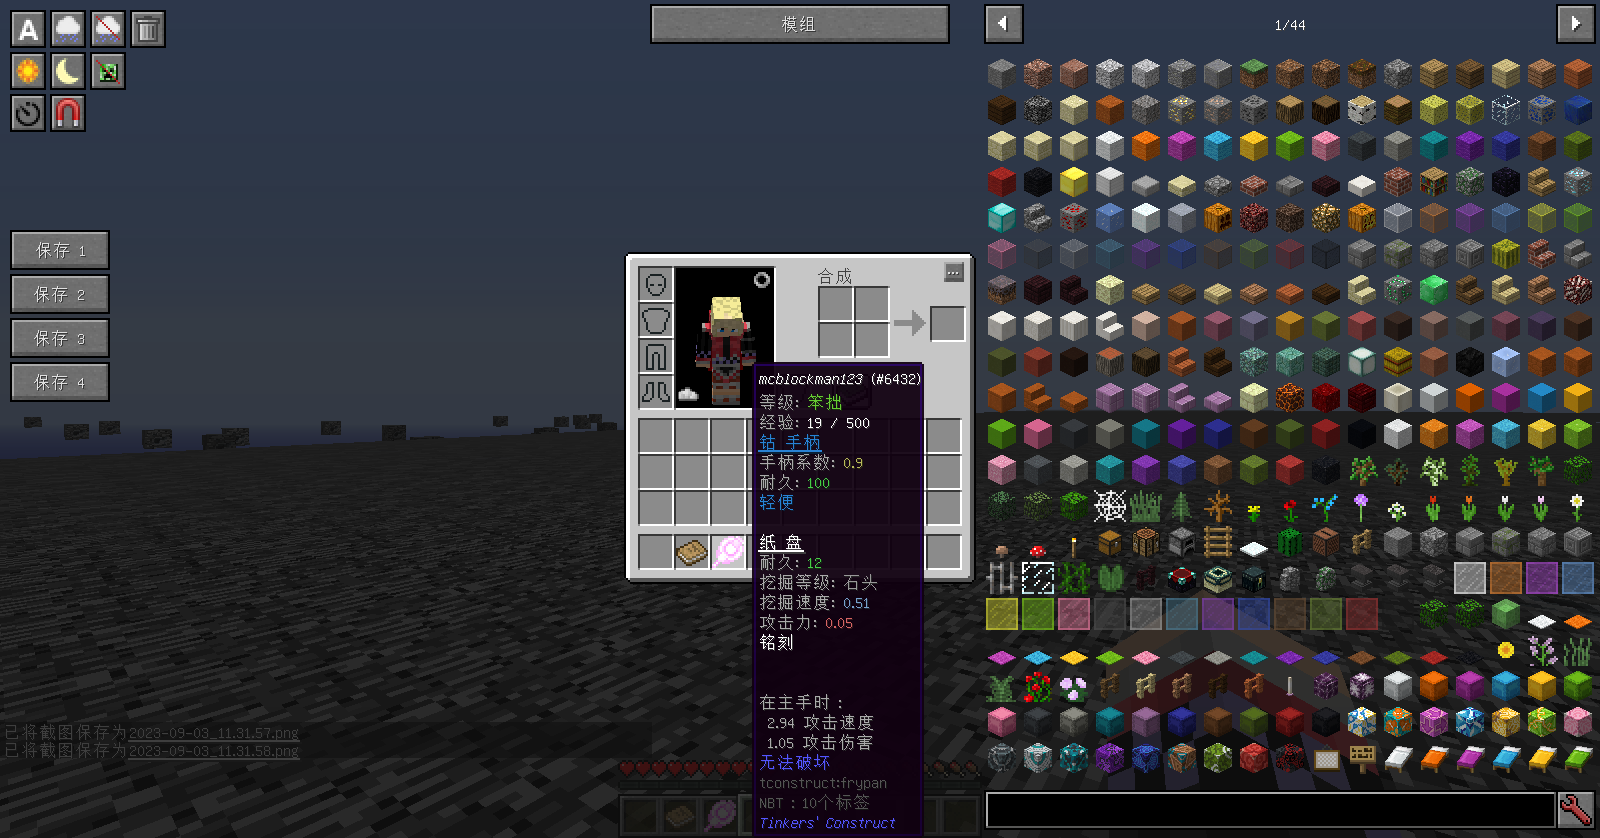 A
模组
1/44
保存 1
保存 2
保存 3
保存 4
合成
...
mcblockman123 (#6432)
等级: 笨拙
经验: 19 / 500
钴 手柄
手柄系数: 0.9
耐久: 100
轻便
纸 盘
耐久: 12
挖掘等级: 石头
挖掘速度: 0.51
攻击力: 0.05
铭刻
在主手时：
2.94 攻击速度
1.05 攻击伤害
无法破坏
tconstruct:frypan
NBT：10个标签
Tinkers' Construct
已将截图保存为2023-09-03_11.31.57.png
已将截图保存为2023-09-03_11.31.58.png